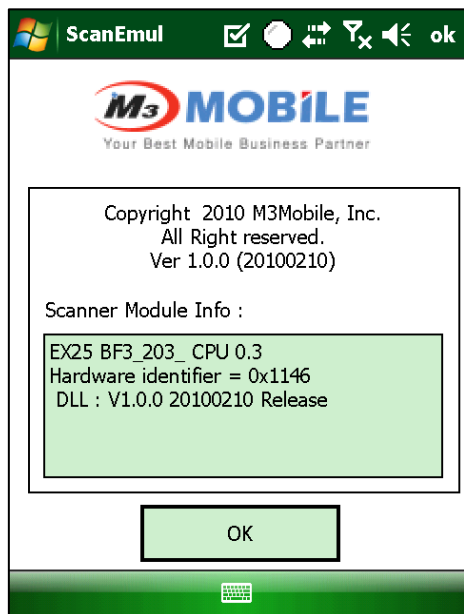 ScanEmul ok
M3 MOBILE
Your Best Mobile Business Partner
Copyright 2010 M3Mobile, Inc.
All Right reserved.
Ver 1.0.0 (20100210)
Scanner Module Info :
EX25 BF3_203_ CPU 0.3
Hardware identifier = 0x1146
DLL : V1.0.0 20100210 Release
OK